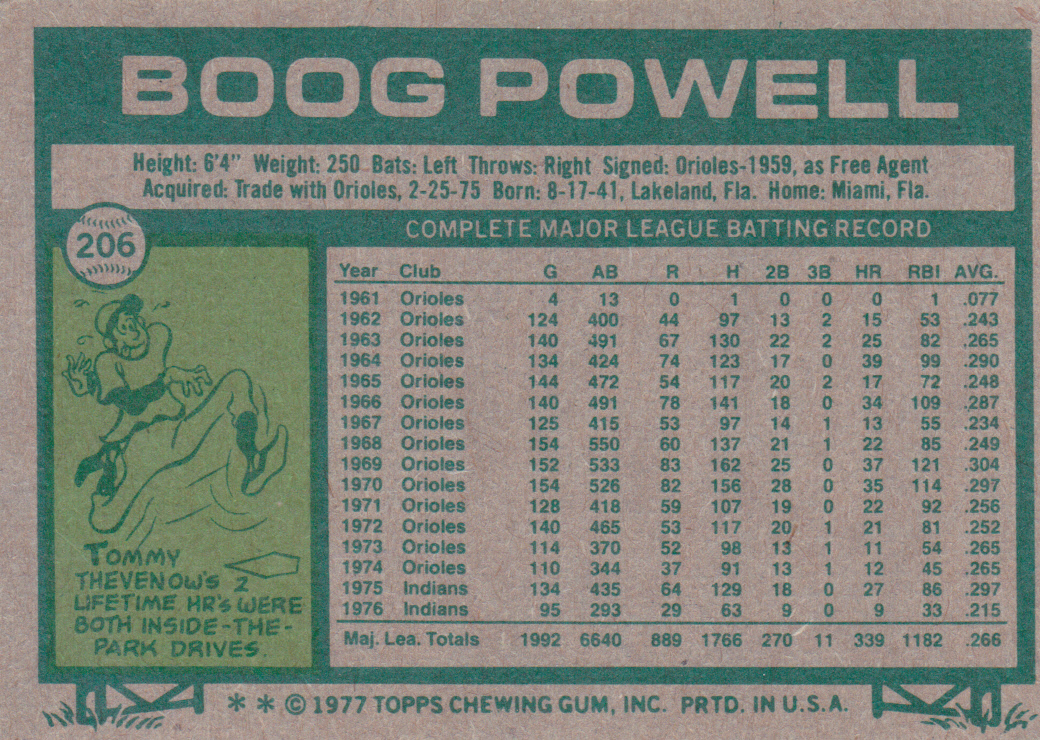 BOOG POWELL
Height: 6'4" Weight: 250 Bats: Left Throws: Right Signed: Orioles-1959, as Free Agent
Acquired: Trade with Orioles, 2-25-75 Born: 8-17-41, Lakeland, Fla. Home: Miami, Fla.
206
COMPLETE MAJOR LEAGUE BATTING RECORD
Year Club G AB R H 2B 3B HR RBI AVG.
1961 Orioles 4 13 0 1 0 0 0 1 .077
1962 Orioles 124 400 44 97 13 2 15 53 .243
1963 Orioles 140 491 67 130 22 2 25 82 .265
1964 Orioles 134 424 74 123 17 0 39 99 .290
1965 Orioles 144 472 54 117 20 2 17 72 .248
1966 Orioles 140 491 78 141 18 0 34 109 .287
1967 Orioles 125 415 53 97 14 1 13 55 .234
1968 Orioles 154 550 60 137 21 1 22 85 .249
1969 Orioles 152 533 83 162 25 0 37 121 .304
1970 Orioles 154 526 82 156 28 0 35 114 .297
1971 Orioles 128 418 59 107 19 0 22 92 .256
1972 Orioles 140 465 53 117 20 1 21 81 .252
1973 Orioles 114 370 52 98 13 1 11 54 .265
1974 Orioles 110 344 37 91 13 1 12 45 .265
1975 Indians 134 435 64 129 18 0 27 86 .297
1976 Indians 95 293 29 63 9 0 9 33 .215
Maj. Lea. Totals 1992 6640 889 1766 270 11 339 1182 .266
TOMMY
THEVENOW'S 2
LIFETIME HR'S WERE
BOTH INSIDE-THE-
PARK DRIVES.
* * © 1977 TOPPS CHEWING GUM, INC. PRTD. IN U.S.A.